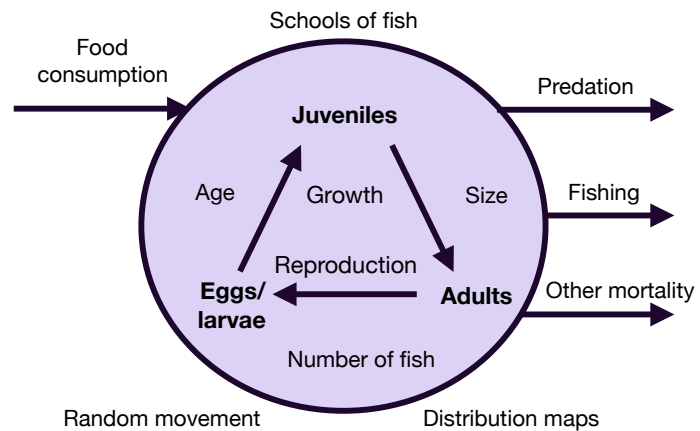 Schools of fish
Food
consumption
Predation
Juveniles
Age
Growth
Size
Fishing
Reproduction
Eggs/
larvae
Adults
Other mortality
Number of fish
Random movement
Distribution maps